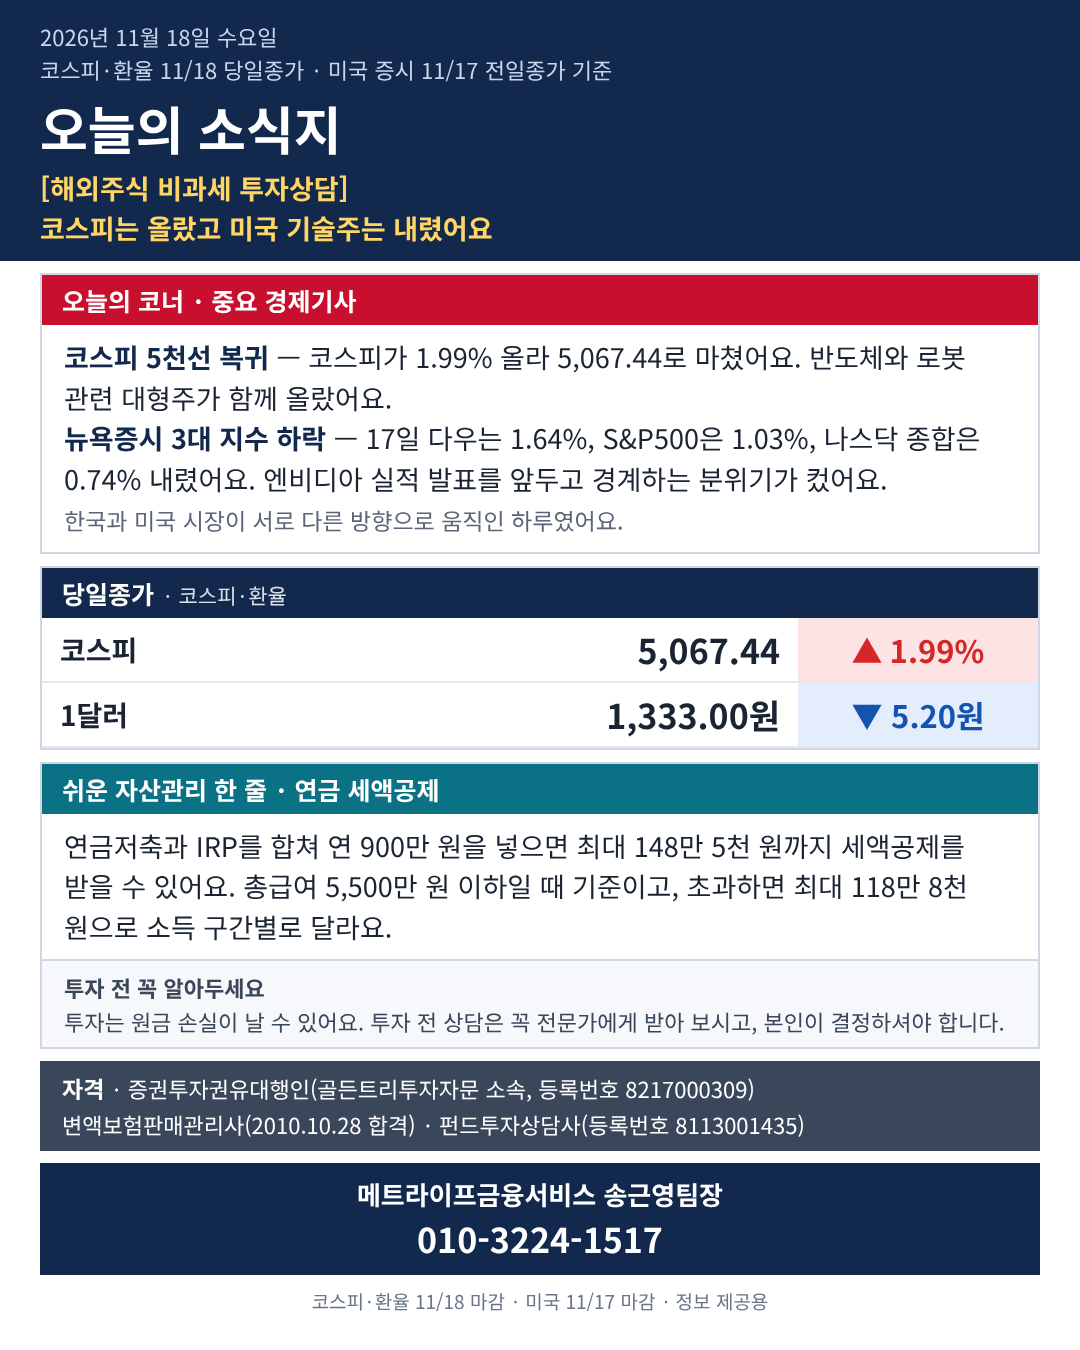 2026년 11월 18일 수요일
코스피·환율 11/18 당일종가 · 미국 증시 11/17 전일종가 기준
오늘의 소식지
[해외주식 비과세 투자상담]
코스피는 올랐고 미국 기술주는 내렸어요
오늘의 코너 · 중요 경제기사
코스피 5천선 복귀 — 코스피가 1.99% 올라 5,067.44로 마쳤어요. 반도체와 로봇
관련 대형주가 함께 올랐어요.
뉴욕증시 3대 지수 하락 — 17일 다우는 1.64%, S&P500은 1.03%, 나스닥 종합은
0.74% 내렸어요. 엔비디아 실적 발표를 앞두고 경계하는 분위기가 컸어요.
한국과 미국 시장이 서로 다른 방향으로 움직인 하루였어요.
당일종가 · 코스피·환율
코스피 5,067.44 ▲ 1.99%
1달러 1,333.00원 ▼ 5.20원
쉬운 자산관리 한 줄 · 연금 세액공제
연금저축과 IRP를 합쳐 연 900만 원을 넣으면 최대 148만 5천 원까지 세액공제를
받을 수 있어요. 총급여 5,500만 원 이하일 때 기준이고, 초과하면 최대 118만 8천
원으로 소득 구간별로 달라요.
투자 전 꼭 알아두세요
투자는 원금 손실이 날 수 있어요. 투자 전 상담은 꼭 전문가에게 받아 보시고, 본인이 결정하셔야 합니다.
자격 · 증권투자권유대행인(골든트리투자자문 소속, 등록번호 8217000309)
변액보험판매관리사(2010.10.28 합격) · 펀드투자상담사(등록번호 8113001435)
메트라이프금융서비스 송근영팀장
010-3224-1517
코스피·환율 11/18 마감 · 미국 11/17 마감 · 정보 제공용